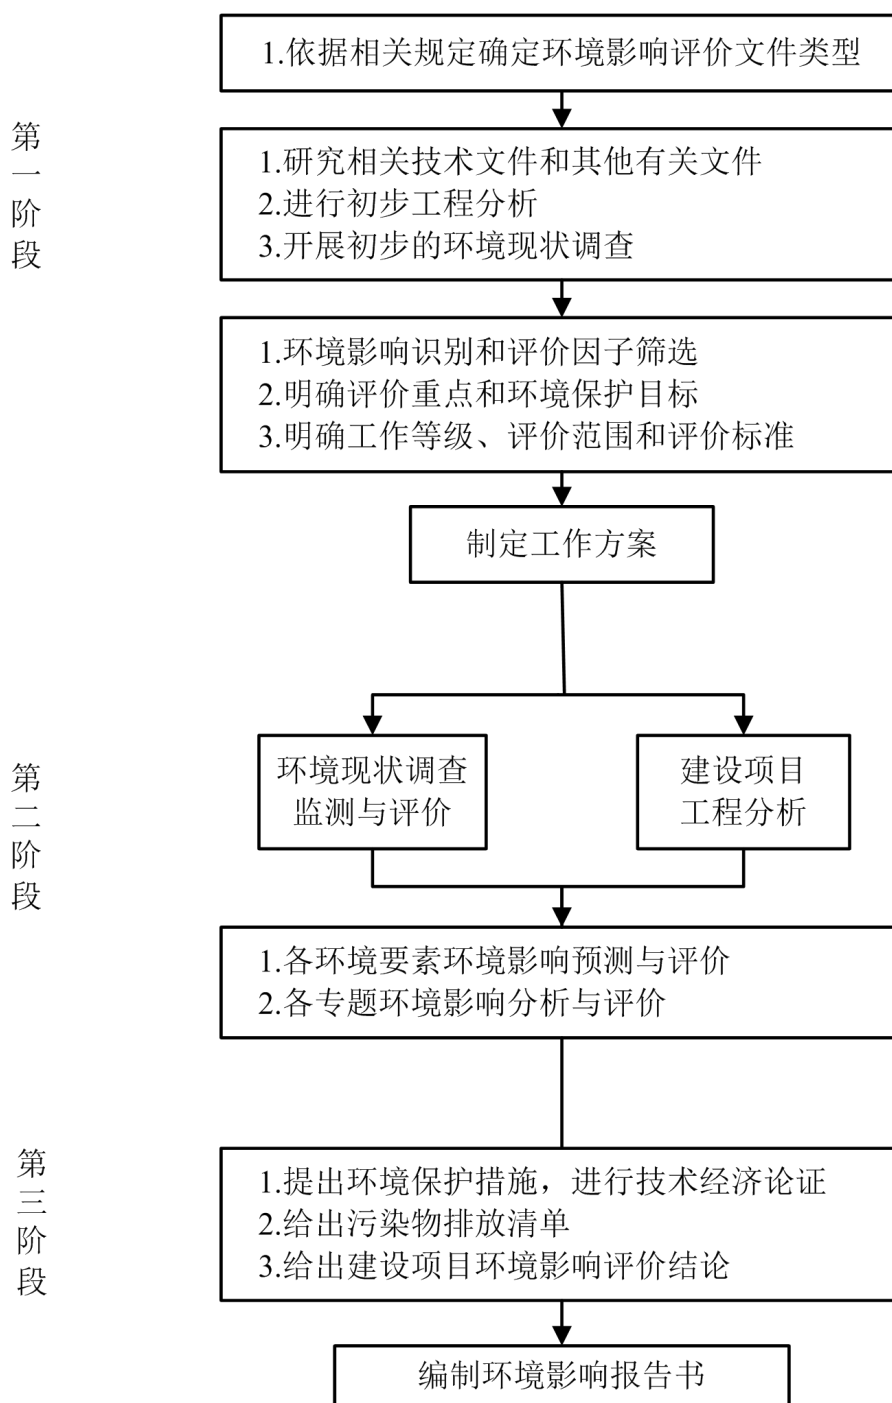 1.依据相关规定确定环境影响评价文件类型
第一阶段
1.研究相关技术文件和其他有关文件
2.进行初步工程分析
3.开展初步的环境现状调查
1.环境影响识别和评价因子筛选
2.明确评价重点和环境保护目标
3.明确工作等级、评价范围和评价标准
制定工作方案
第二阶段
环境现状调查
监测与评价
建设项目
工程分析
1.各环境要素环境影响预测与评价
2.各专题环境影响分析与评价
第三阶段
1.提出环境保护措施，进行技术经济论证
2.给出污染物排放清单
3.给出建设项目环境影响评价结论
编制环境影响报告书